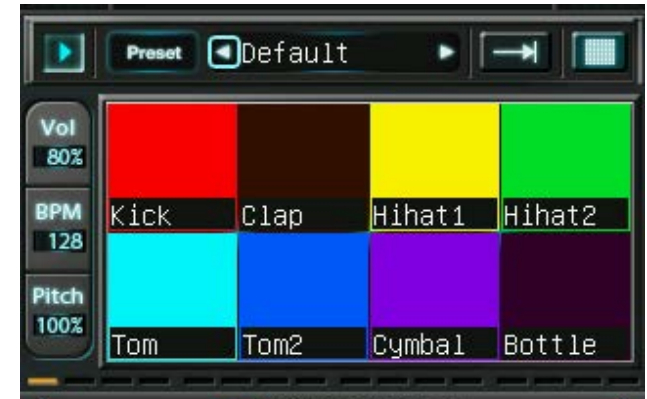 Preset Default
Vol
80%
BPM
128
Pitch
100%
Kick Clap Hihat1 Hihat2
Tom Tom2 Cymbal Bottle